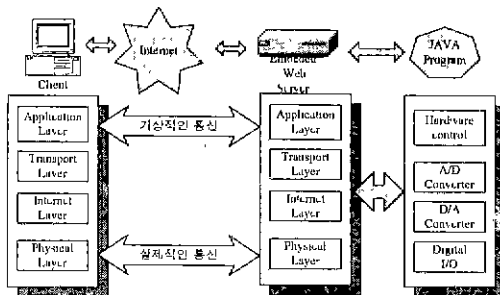 Internet
JAVA
Program
Client
Embedded
Web
Server
Application
Layer
Transport
Layer
Internet
Layer
Physical
Layer
가상적인 통신
실제적인 통신
Application
Layer
Transport
Layer
Internet
Layer
Physical
Layer
Hardware
control
A/D
Converter
D/A
Converter
Digital
I/O